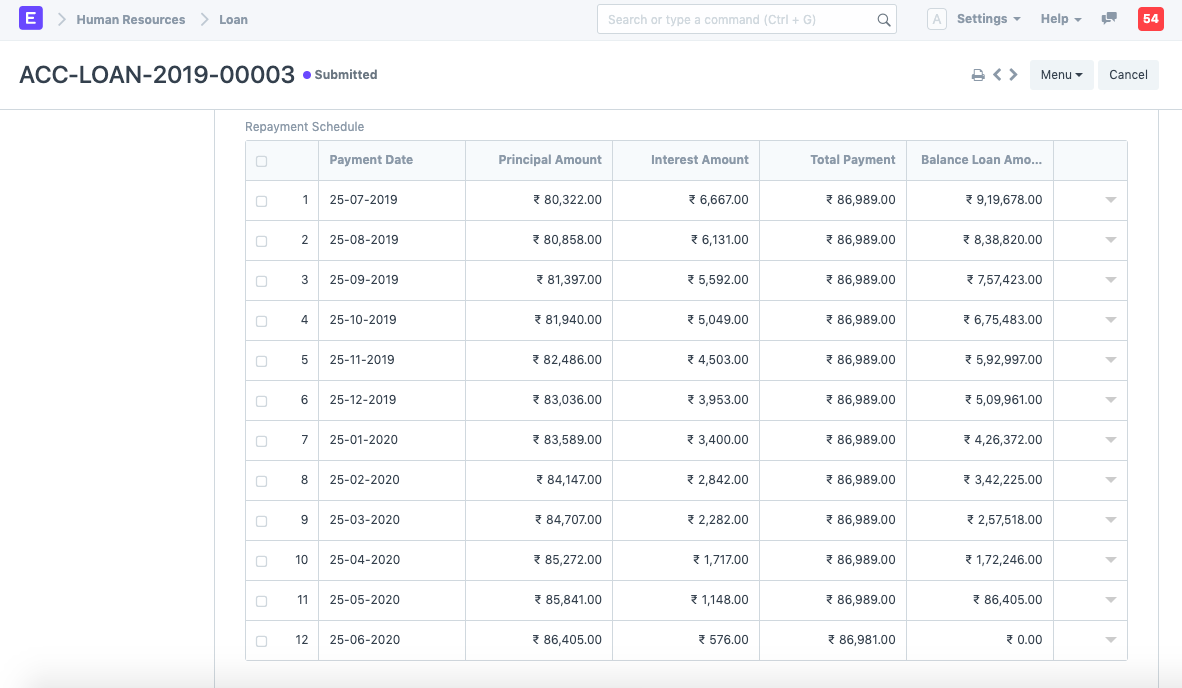 E Human Resources Loan Search or type a command (Ctrl + G) A Settings Help 54
ACC-LOAN-2019-00003 Submitted Menu Cancel
Repayment Schedule
Payment Date Principal Amount Interest Amount Total Payment Balance Loan Amo...
1 25-07-2019 ₹ 80,322.00 ₹ 6,667.00 ₹ 86,989.00 ₹ 9,19,678.00
2 25-08-2019 ₹ 80,858.00 ₹ 6,131.00 ₹ 86,989.00 ₹ 8,38,820.00
3 25-09-2019 ₹ 81,397.00 ₹ 5,592.00 ₹ 86,989.00 ₹ 7,57,423.00
4 25-10-2019 ₹ 81,940.00 ₹ 5,049.00 ₹ 86,989.00 ₹ 6,75,483.00
5 25-11-2019 ₹ 82,486.00 ₹ 4,503.00 ₹ 86,989.00 ₹ 5,92,997.00
6 25-12-2019 ₹ 83,036.00 ₹ 3,953.00 ₹ 86,989.00 ₹ 5,09,961.00
7 25-01-2020 ₹ 83,589.00 ₹ 3,400.00 ₹ 86,989.00 ₹ 4,26,372.00
8 25-02-2020 ₹ 84,147.00 ₹ 2,842.00 ₹ 86,989.00 ₹ 3,42,225.00
9 25-03-2020 ₹ 84,707.00 ₹ 2,282.00 ₹ 86,989.00 ₹ 2,57,518.00
10 25-04-2020 ₹ 85,272.00 ₹ 1,717.00 ₹ 86,989.00 ₹ 1,72,246.00
11 25-05-2020 ₹ 85,841.00 ₹ 1,148.00 ₹ 86,989.00 ₹ 86,405.00
12 25-06-2020 ₹ 86,405.00 ₹ 576.00 ₹ 86,981.00 ₹ 0.00